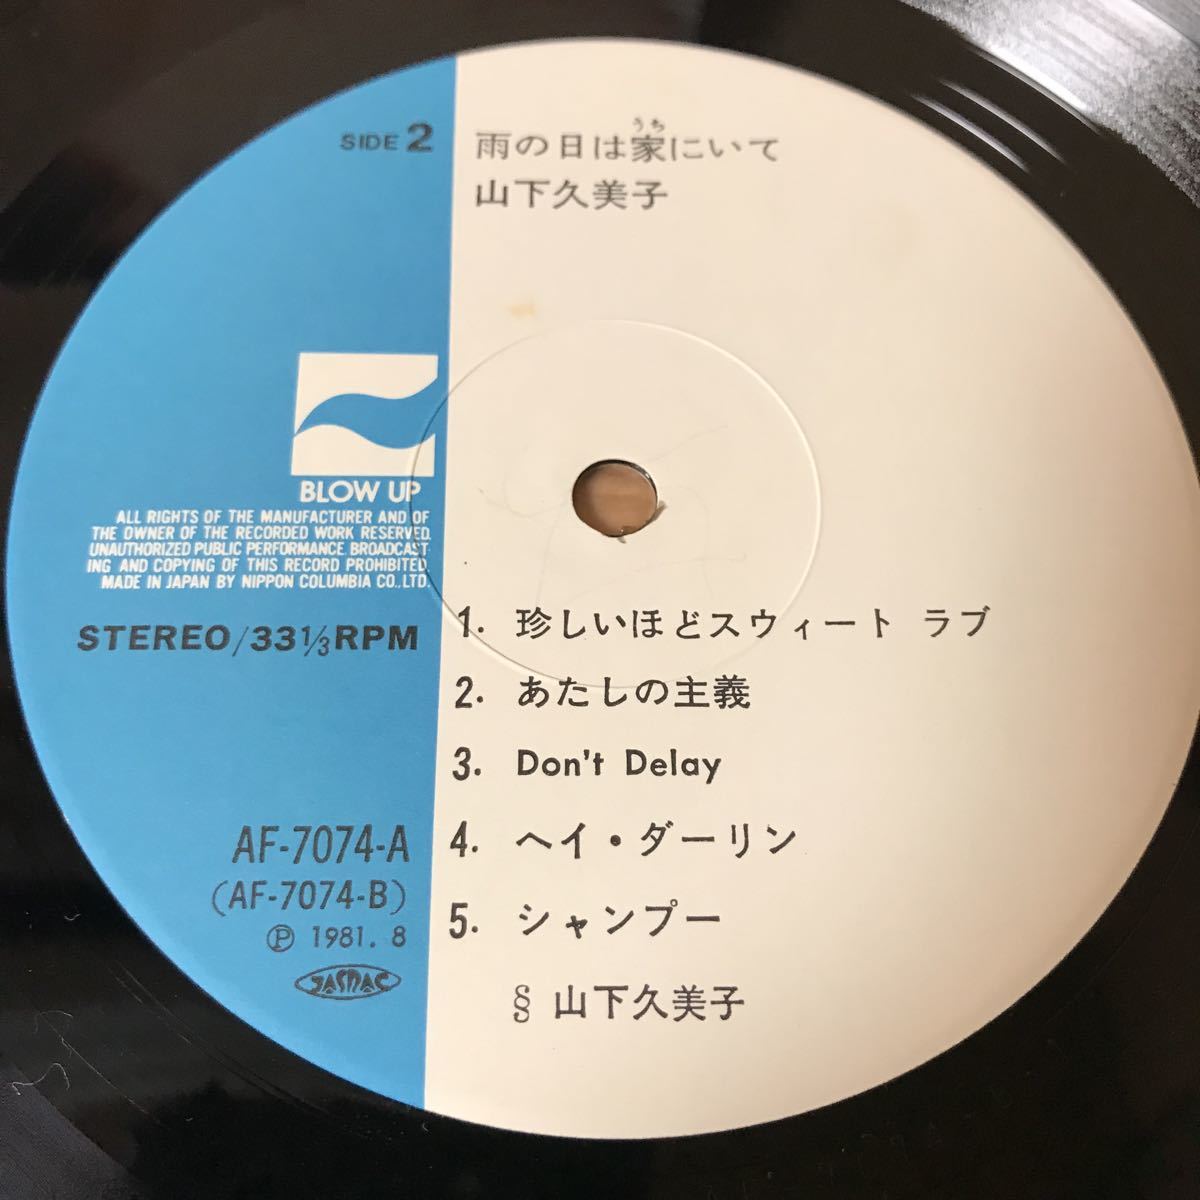 SIDE 2
うち
雨の日は家にいて
山下久美子
BLOW UP
ALL RIGHTS OF THE MANUFACTURER AND OF
THE OWNER OF THE RECORDED WORK RESERVED.
UNAUTHORIZED PUBLIC PERFORMANCE. BROADCAST-
ING AND COPYING OF THIS RECORD PROHIBITED.
MADE IN JAPAN BY NIPPON COLUMBIA CO., LTD.
STEREO/33⅓RPM
AF-7074-A
(AF-7074-B)
Ⓟ 1981. 8
JASRAC
1. 珍しいほどスウィート ラブ
2. あたしの主義
3. Don't Delay
4. ヘイ・ダーリン
5. シャンプー
§ 山下久美子